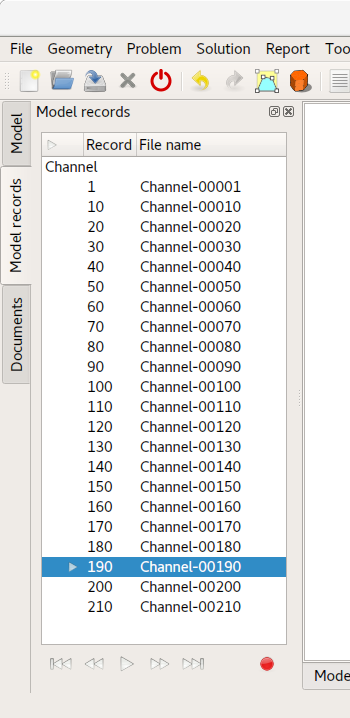 File Geometry Problem Solution Report Too
Model records
Model
Model records
Documents
Record File name
Channel
1 Channel-00001
10 Channel-00010
20 Channel-00020
30 Channel-00030
40 Channel-00040
50 Channel-00050
60 Channel-00060
70 Channel-00070
80 Channel-00080
90 Channel-00090
100 Channel-00100
110 Channel-00110
120 Channel-00120
130 Channel-00130
140 Channel-00140
150 Channel-00150
160 Channel-00160
170 Channel-00170
180 Channel-00180
190 Channel-00190
200 Channel-00200
210 Channel-00210
Mode